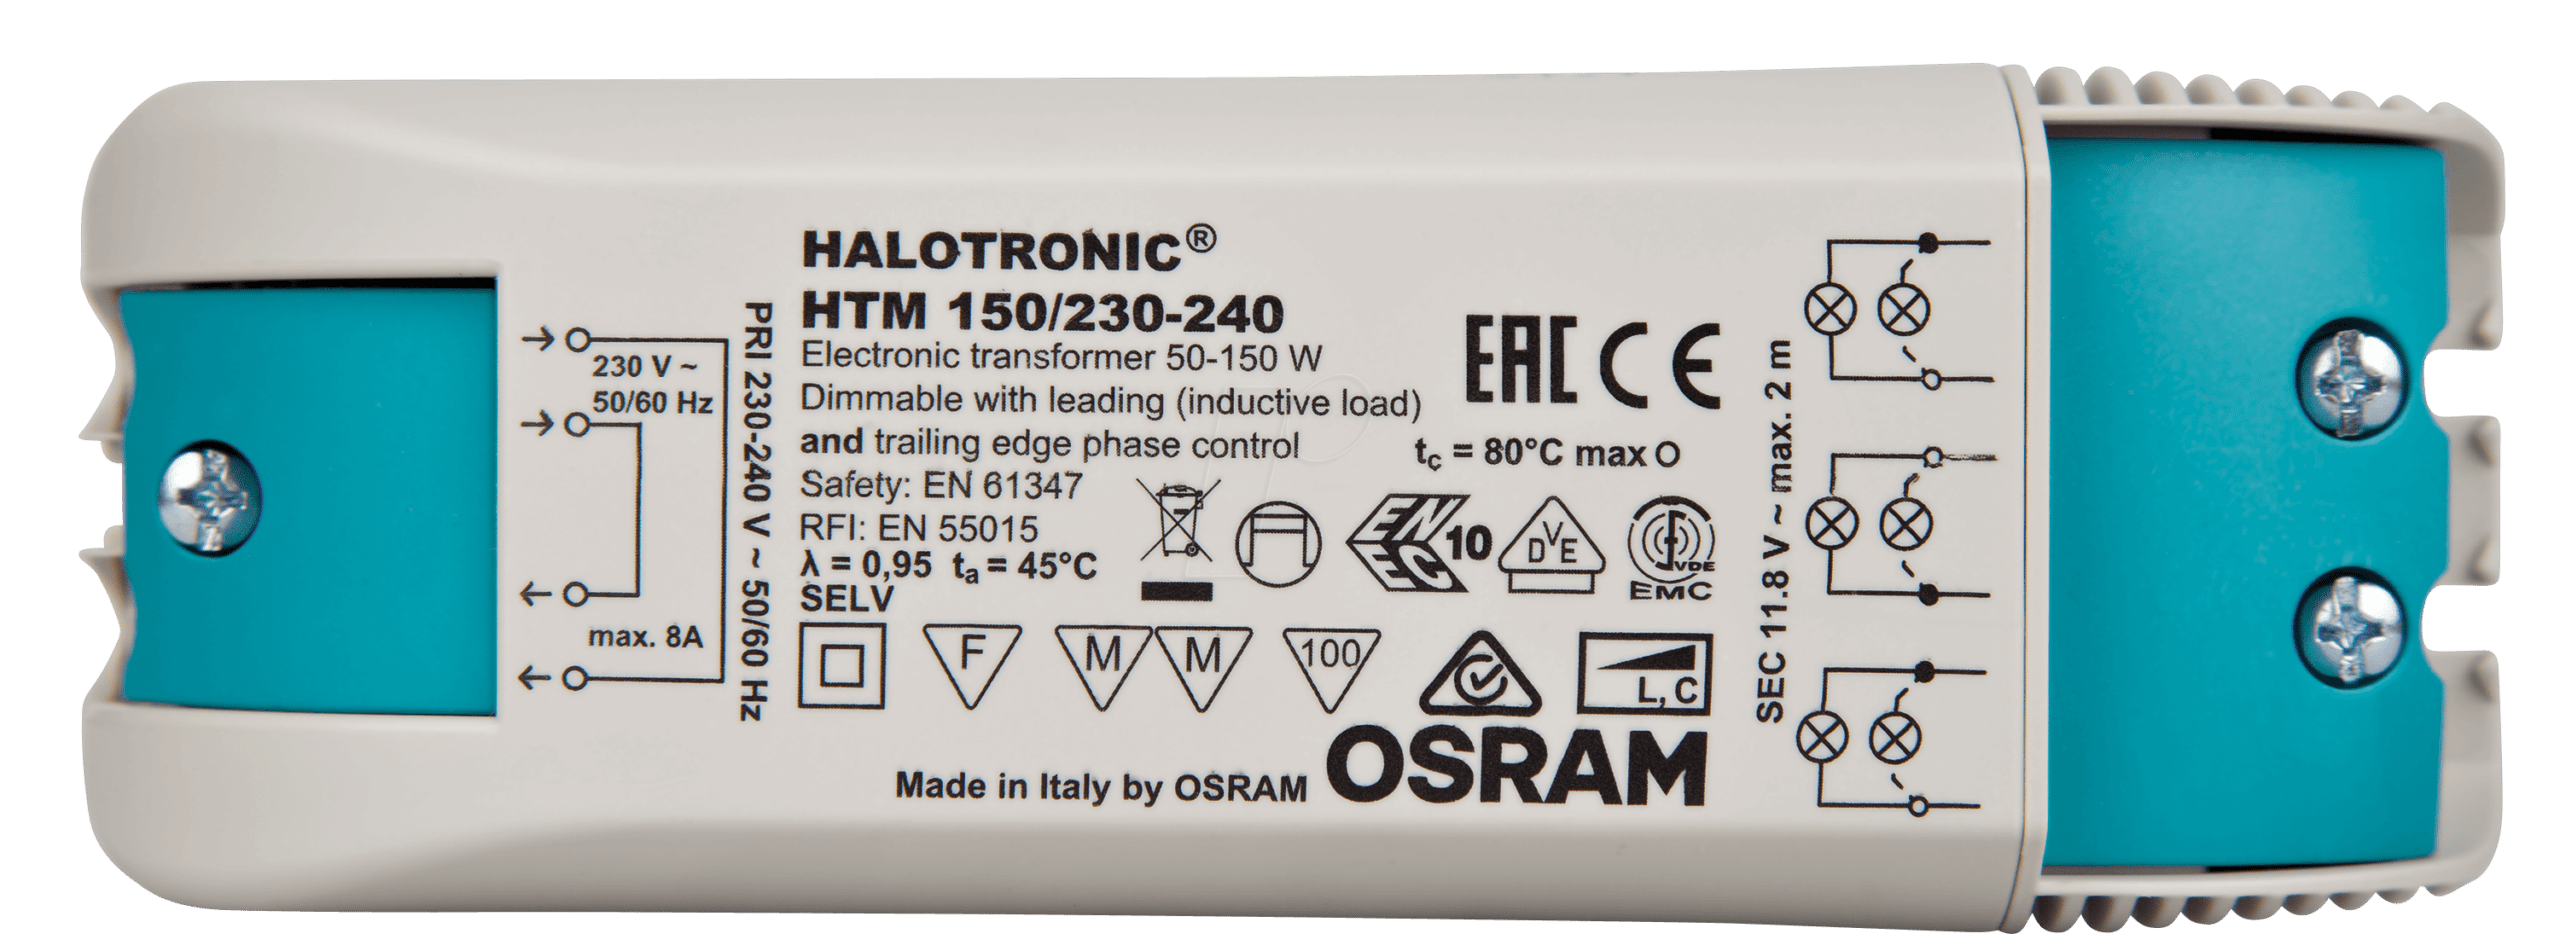 230 V ~
50/60 Hz
max. 8A
PRI 230-240 V ~ 50/60 Hz
HALOTRONIC®
HTM 150/230-240
Electronic transformer 50-150 W
Dimmable with leading (inductive load)
and trailing edge phase control
Safety: EN 61347
RFI: EN 55015
λ = 0,95 ta = 45°C
SELV
EAC CE
tc = 80°C max O
ENEC 10
DVE
VDE
EMC
F M M 100
L, C
Made in Italy by OSRAM
OSRAM
SEC 11.8 V ~ max. 2 m